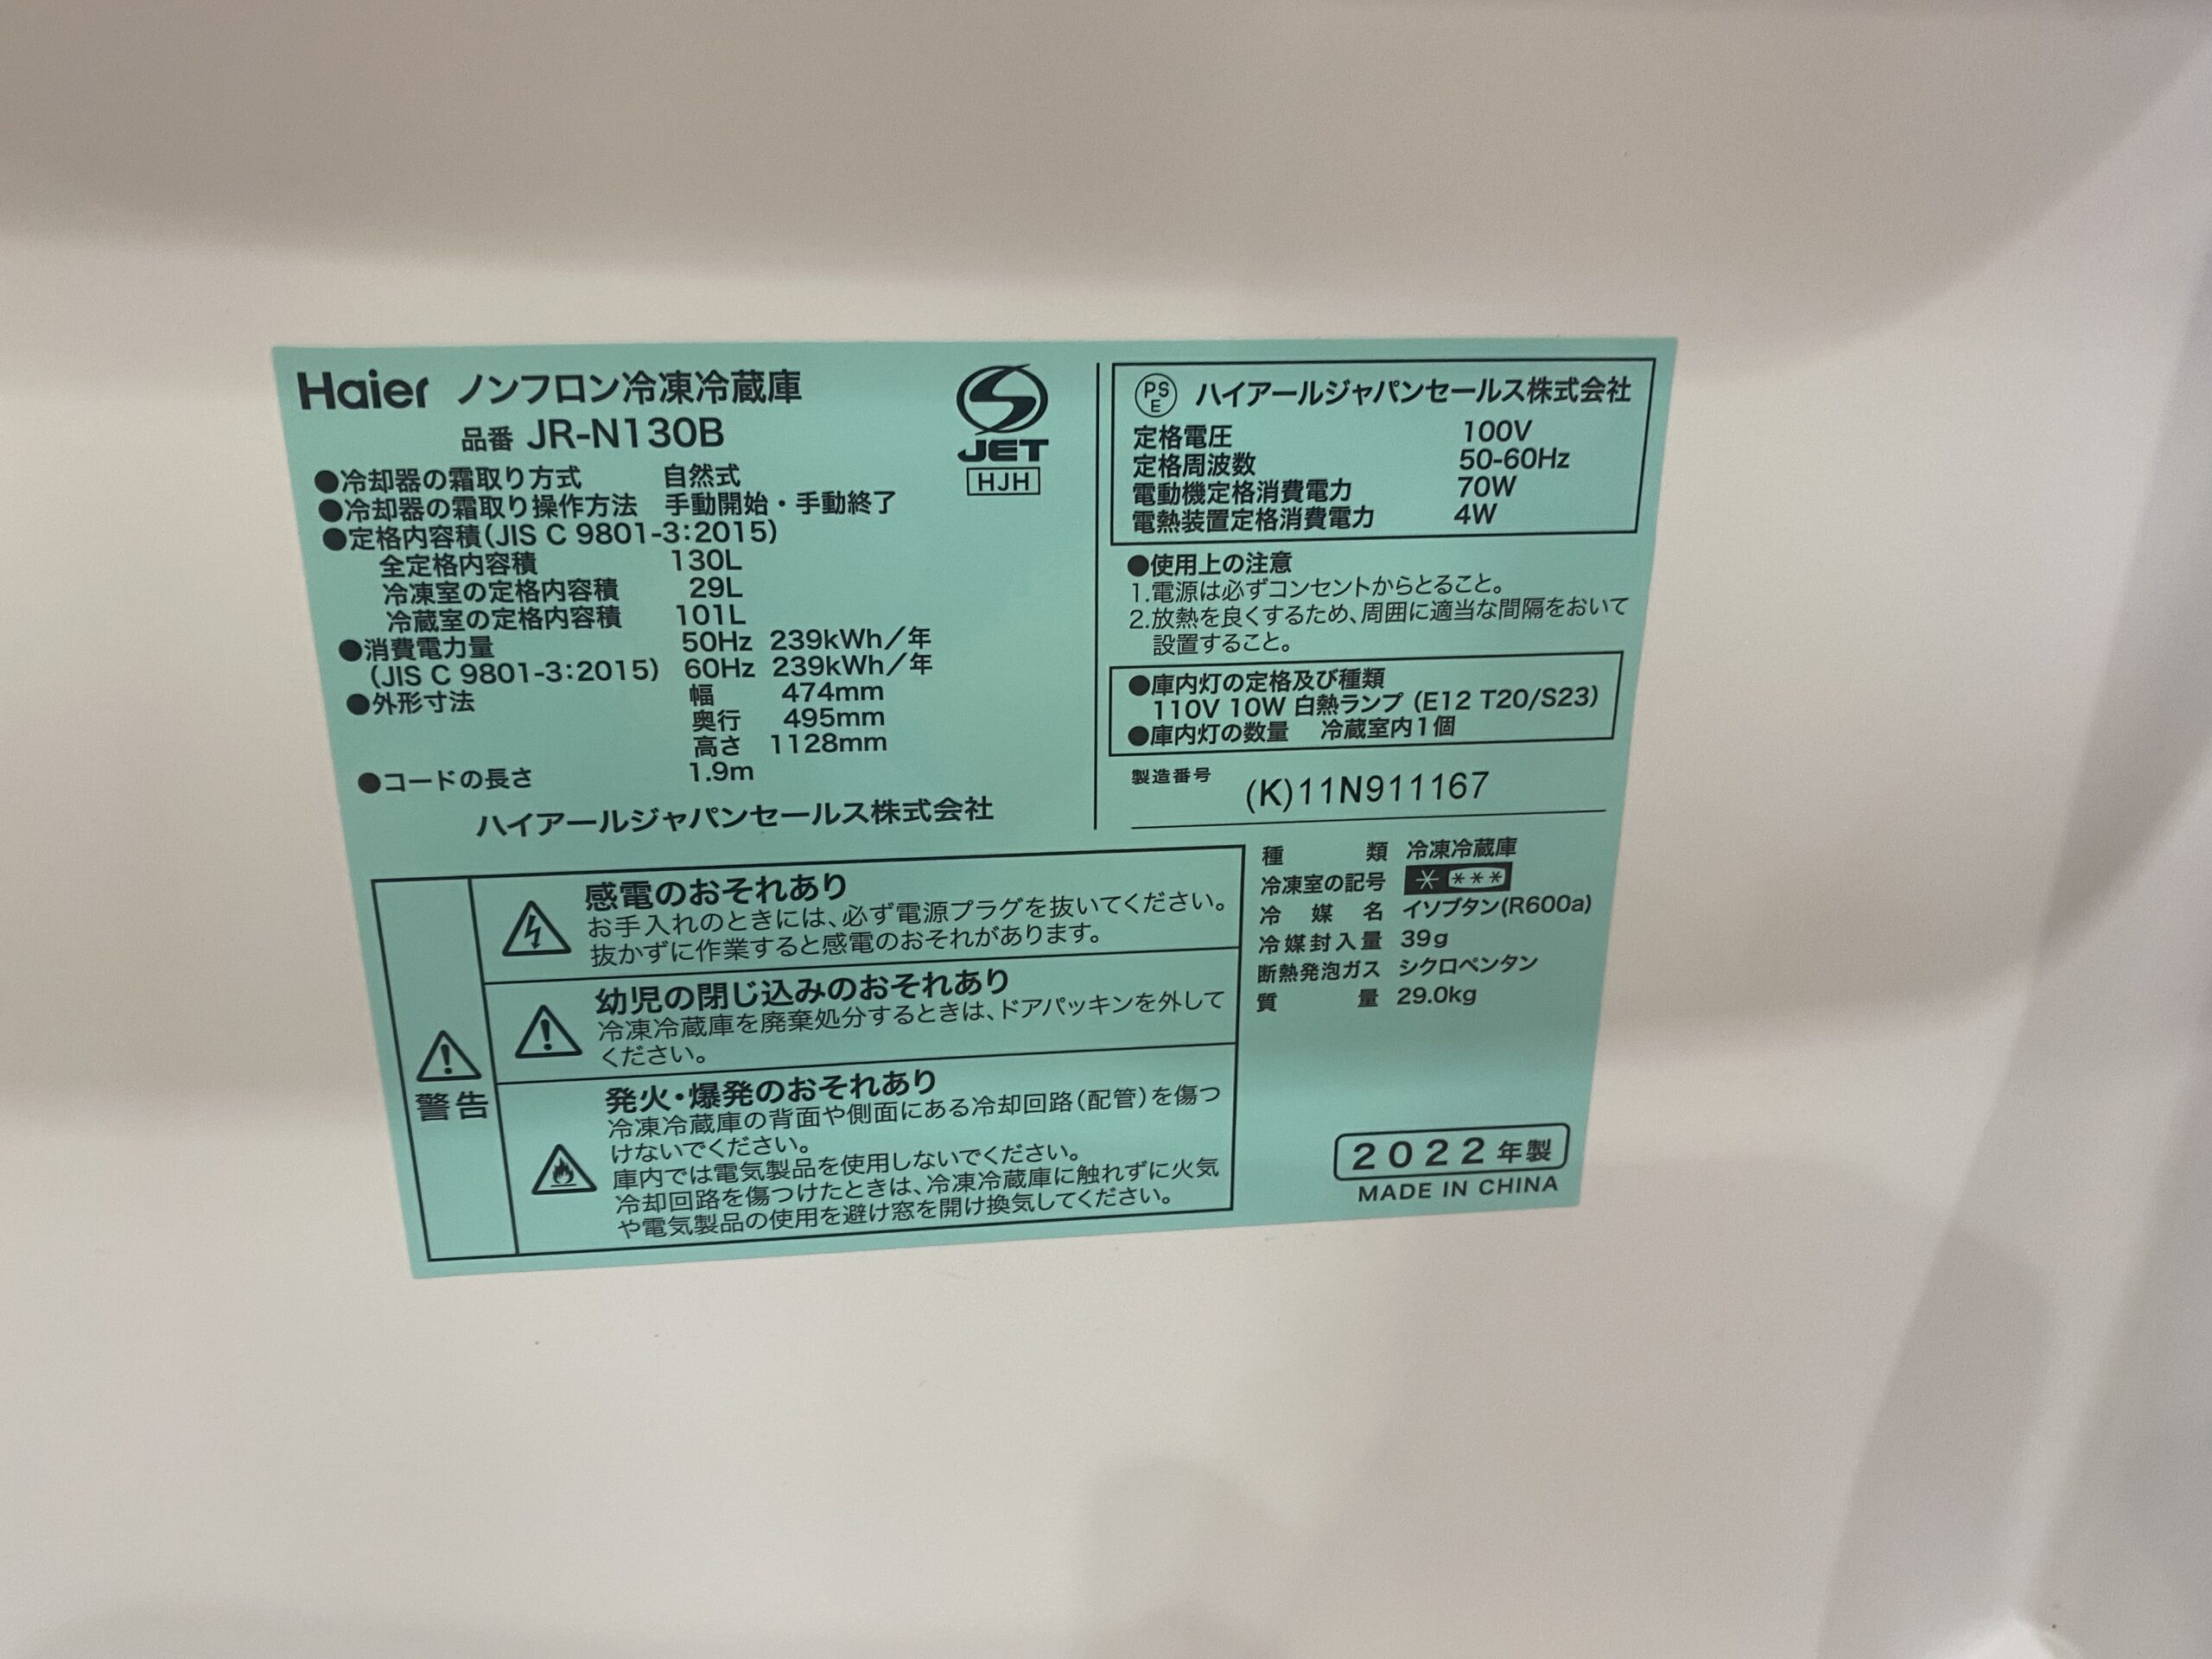 Haier ノンフロン冷凍冷蔵庫
品番 JR-N130B
JET
HJH
●冷却器の霜取り方式 自然式
●冷却器の霜取り操作方法 手動開始・手動終了
●定格内容積(JIS C 9801-3:2015)
全定格内容積 130L
冷凍室の定格内容積 29L
冷蔵室の定格内容積 101L
●消費電力量 50Hz 239kWh/年
(JIS C 9801-3:2015) 60Hz 239kWh/年
●外形寸法 幅 474mm
奥行 495mm
高さ 1128mm
●コードの長さ 1.9m
ハイアールジャパンセールス株式会社
PSE ハイアールジャパンセールス株式会社
定格電圧 100V
定格周波数 50-60Hz
電動機定格消費電力 70W
電熱装置定格消費電力 4W
●使用上の注意
1.電源は必ずコンセントからとること。
2.放熱を良くするため、周囲に適当な間隔をおいて
設置すること。
●庫内灯の定格及び種類
110V 10W 白熱ランプ (E12 T20/S23)
●庫内灯の数量 冷蔵室内1個
製造番号 (K)11N911167
警告
感電のおそれあり
お手入れのときには、必ず電源プラグを抜いてください。
抜かずに作業すると感電のおそれがあります。
幼児の閉じ込みのおそれあり
冷凍冷蔵庫を廃棄処分するときは、ドアパッキンを外して
ください。
発火・爆発のおそれあり
冷凍冷蔵庫の背面や側面にある冷却回路(配管)を傷つ
けないでください。
庫内では電気製品を使用しないでください。
冷却回路を傷つけたときは、冷凍冷蔵庫に触れずに火気
や電気製品の使用を避け窓を開け換気してください。
種類 冷凍冷蔵庫
冷凍室の記号 * ***
冷媒名 イソブタン(R600a)
冷媒封入量 39g
断熱発泡ガス シクロペンタン
質量 29.0kg
2022年製
MADE IN CHINA